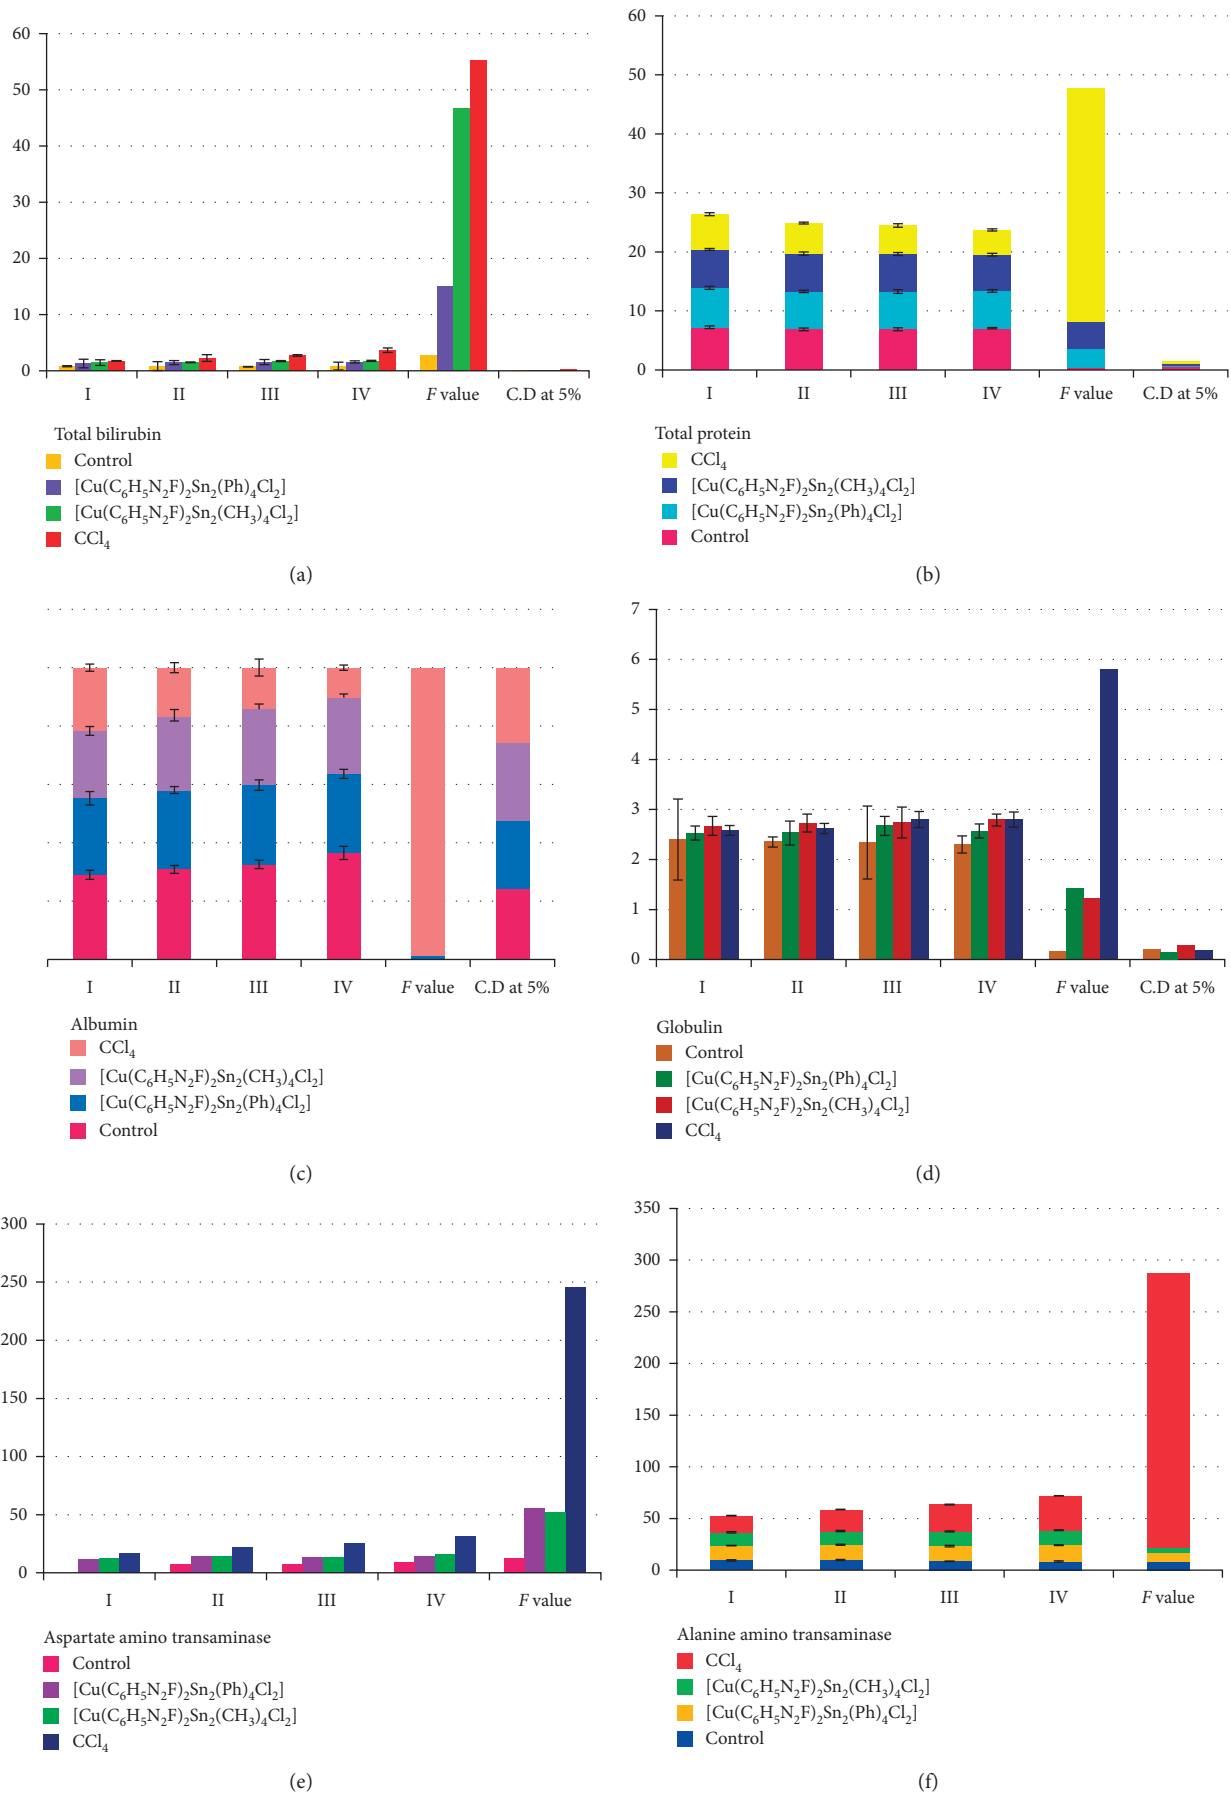 60
50
40
30
20
10
0
I II III IV F value C.D at 5%
Total bilirubin
Control
[Cu(C₆H₅N₂F)₂Sn₂(Ph)₄Cl₂]
[Cu(C₆H₅N₂F)₂Sn₂(CH₃)₄Cl₂]
CCl₄
(a)
60
50
40
30
20
10
0
I II III IV F value C.D at 5%
Total protein
CCl₄
[Cu(C₆H₅N₂F)₂Sn₂(CH₃)₄Cl₂]
[Cu(C₆H₅N₂F)₂Sn₂(Ph)₄Cl₂]
Control
(b)
I II III IV F value C.D at 5%
Albumin
CCl₄
[Cu(C₆H₅N₂F)₂Sn₂(CH₃)₄Cl₂]
[Cu(C₆H₅N₂F)₂Sn₂(Ph)₄Cl₂]
Control
(c)
7
6
5
4
3
2
1
0
I II III IV F value C.D at 5%
Globulin
Control
[Cu(C₆H₅N₂F)₂Sn₂(Ph)₄Cl₂]
[Cu(C₆H₅N₂F)₂Sn₂(CH₃)₄Cl₂]
CCl₄
(d)
300
250
200
150
100
50
0
I II III IV F value
Aspartate amino transaminase
Control
[Cu(C₆H₅N₂F)₂Sn₂(Ph)₄Cl₂]
[Cu(C₆H₅N₂F)₂Sn₂(CH₃)₄Cl₂]
CCl₄
(e)
350
300
250
200
150
100
50
0
I II III IV F value
Alanine amino transaminase
CCl₄
[Cu(C₆H₅N₂F)₂Sn₂(CH₃)₄Cl₂]
[Cu(C₆H₅N₂F)₂Sn₂(Ph)₄Cl₂]
Control
(f)